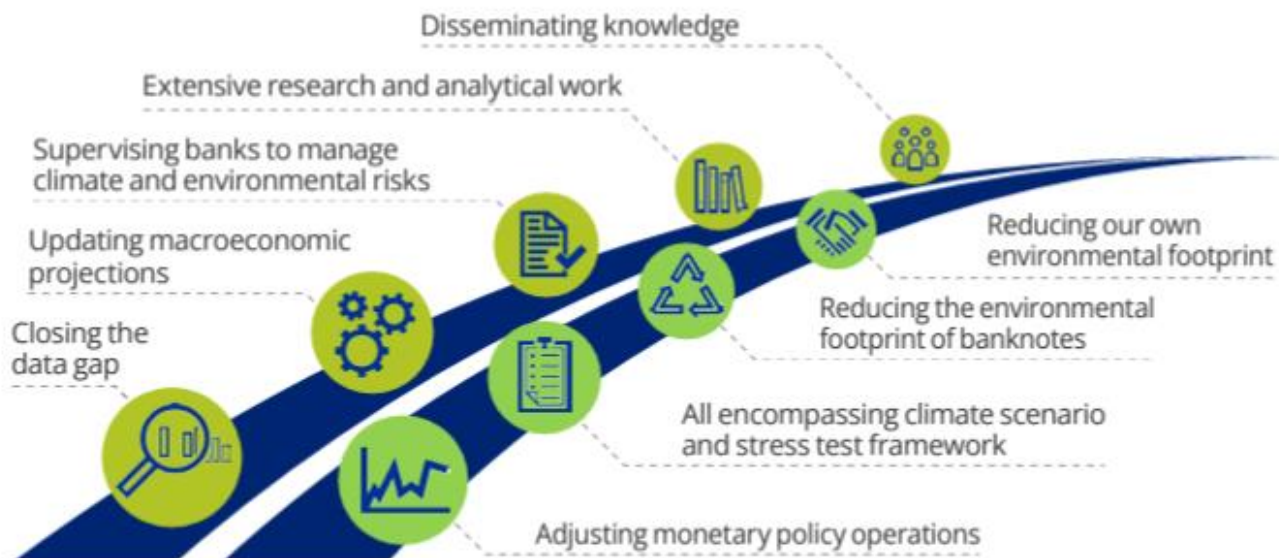 Disseminating knowledge
Extensive research and analytical work
Supervising banks to manage
climate and environmental risks
Updating macroeconomic
projections
Closing the
data gap
Reducing our own
environmental footprint
Reducing the environmental
footprint of banknotes
All encompassing climate scenario
and stress test framework
Adjusting monetary policy operations